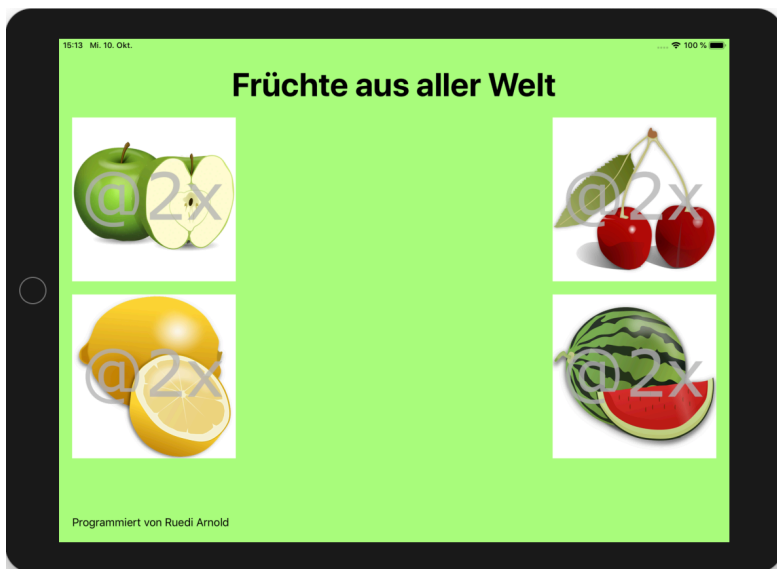 15:13 Mi. 10. Okt.
100 %
Früchte aus aller Welt
@2x
@2x
@2x
@2x
Programmiert von Ruedi Arnold